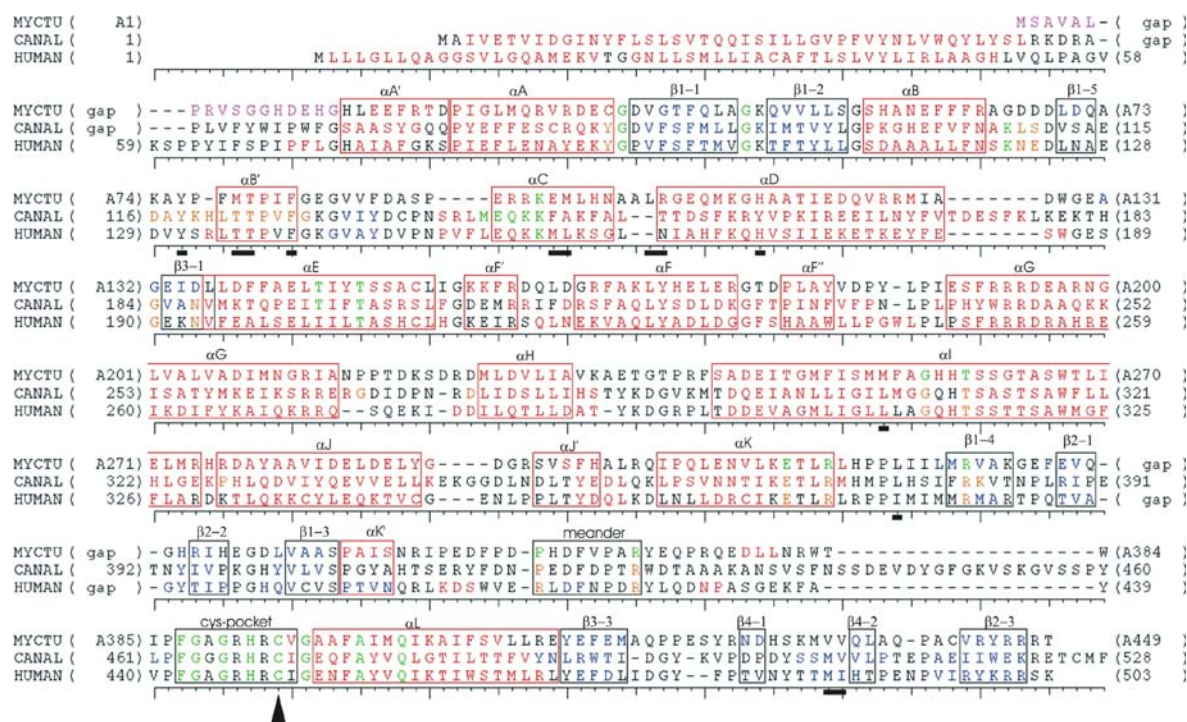 MYCTU ( A1) MSAVAL-( gap)
CANAL ( 1) MAIVETVIDGINYFLSLSVTQQISILLGVPFVYNLVWQYLYSLRKDRA-( gap)
HUMAN ( 1) MLLLGLLQAGGSVLGQAMEKVTGGNLLSMLLIACAFTLSLVYLIRLAAGHLVQLPAGV( 58)
αA' αA β1-1 β1-2 αB β1-5
MYCTU (gap ) ---PRVSGGHDEHGHLEEFRTDPIGLMQRVRDECGDVGTFQLAGKQVVLLSGSHANEFFFRAGDDDLDQA(A73 )
CANAL (gap ) ---PLVFYWIPWFGSAASYGQQPYEFFESCRQKYGDVFSFMLLGKIMTVYLGPKGHEFVFNAKLSDVSAE(115 )
HUMAN ( 59) KSPPYIFSPIPFLGHAIAFGKSPIEFLENAYEKYGPVFSFTMVGKTFTYLLGSDAAALLFNSKNEDLNAE(128 )
αB' αC αD
MYCTU ( A74) KAYP-FMTPIFGEGVVFDASP----ERRKEMLHNAALRGEQMKGHAATIEDQVRRMIA------DWGEA(A131)
CANAL ( 116) DAYKHLTTPVFGKGVIYDCPNSRLMEQKKFAKFAL--TTDSFKRYVPKIREEILNYFVTDESFKLKEKTH(183 )
HUMAN ( 129) DVYSRLTTPVFGKGVAYDVPNPVFLEQKKMLKSGL--NIAHFKQHVSIIEKETKEYFE------SWGES(189 )
β3-1 αE αF' αF αF" αG
MYCTU ( A132) GEIDLLDFFAELTIYTSSACLIGKKFRDQLDGRFAKLYHELERGTDPLAYVDPY-LPIESFRRRDEARNG(A200)
CANAL ( 184) GVANVMKTQPEITIFTASRSLFGDEMRRIFDRSFAQLYSDLDKGFTPINFVFPN-LPLPHYWRRDAAQKK(252 )
HUMAN ( 190) GEKNVFEALSELIILTASHCLHGKEIRSQLNEKVAQLYADLDGGFSHAAWLLPGWLPLPSFRRRDRAHRE(259 )
αG αH αI
MYCTU ( A201) LVALVADIMNGRIANPPTDKSDRDMLDVLIAVKAETGTPRFSADEITGMFISMMFAGHHTSSGTASWTLI(A270)
CANAL ( 253) ISATYMKEIKSRRERGDIDPN-RDLIDSLLIHSTYKDGVKMTDQEIANLLIGILMGGQHTSASTSAWFLL(321 )
HUMAN ( 260) IKDIFYKAIQKRRQ--SQEKI-DDILQTLLDAT-YKDGRPLTDDEVAGMLIGLLLAGQHTSSTTSAWMGF(325 )
αJ αJ' αK β1-4 β2-1
MYCTU ( A271) ELMRHRDAYAAVIDELDELYG----DGRSVSFHALRQIPQLENVLKETLRLHPPLIILMRVAKGEFEVQ-( gap)
CANAL ( 322) HLGEKPHLQDVIYQEVVELLKEKGGDLNDLTYEDLQKLPSVNNTIKETLRMHMPLHSIFRKVTNPLRIPE(391 )
HUMAN ( 326) FLARDKTLQKKCYLEQKTVCG----ENLPPLTYDQLKDLNLLDRCIKETLRLRPPIMIMMRMARTPQTVA-( gap)
β2-2 β1-3 αK' meander
MYCTU ( gap) -GHRIHEGDLVAASPAISNRIPEDFPD-PHDFVPARYEQPRQEDLLNRWT--------------------W(A384)
CANAL ( 392) TNYIVPKGHYVLVSPGYAHTSERYFDN-PEDFDPTRWDTAAAKANSVSFNSSDEVDYGFGKVSKGVSSPY(460 )
HUMAN ( gap) -GYTIPPGHQVCVSPTVNQRLKDSWVE-RLDFNPDRYLQDNPASGEKFA--------------------Y(439 )
cys-pocket αL β3-3 β4-1 β4-2 β2-3
MYCTU ( A385) IPFGAGRHRCVGAAFAIMQIKAIFSVLLREYEFEMAQPPESYRNDHSKMVVQLAQ-PACVRYRRRT (A449)
CANAL ( 461) LPFGGGRHRCIGEQFAYVQLGTILTTFVYNLRWTI-DGY-KVPDPDYSSMVVLPTEPAEIIWEKRETCMF(528 )
HUMAN ( 440) VPFGAGRHRCIGENFAYVQIKTIWSTMLRLYEFDLIDGY--FPTVNYTTMIHTPENPVIRYKRRSK (503 )